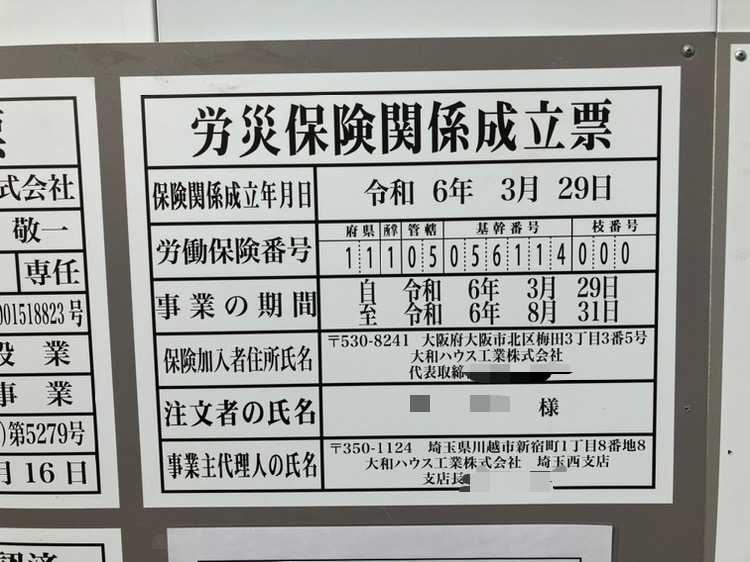 労災保険関係成立票
保険関係成立年月日 令和 6年 3月 29日
労働保険番号
府県 所掌 管轄 基幹番号 枝番号
1 1 1 0 5 0 5 6 1 1 4 0 0 0
事業の期間
自 令和 6年 3月 29日
至 令和 6年 8月 31日
保険加入者住所氏名
〒530-8241 大阪府大阪市北区梅田3丁目3番5号
大和ハウス工業株式会社
代表取締
注文者の氏名 様
事業主代理人の氏名
〒350-1124 埼玉県川越市新宿町1丁目8番地8
大和ハウス工業株式会社 埼玉西支店
支店長
票
式会社
敬一
専任
001518823号
設業
事業
)第5279号
月16日